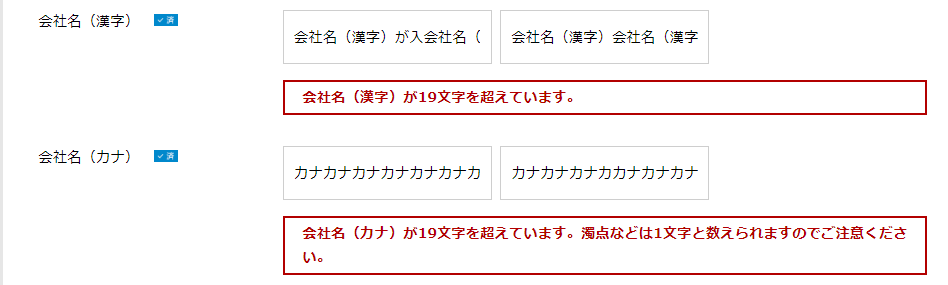 会社名（漢字） ✓ 済
会社名（漢字）が入会社名（ 会社名（漢字）会社名（漢字
会社名（漢字）が19文字を超えています。
会社名（カナ） ✓ 済
カナカナカナカナカナカナカ カナカナカナカナカナカナカナ
会社名（カナ）が19文字を超えています。濁点などは1文字と数えられますのでご注意くださ
い。